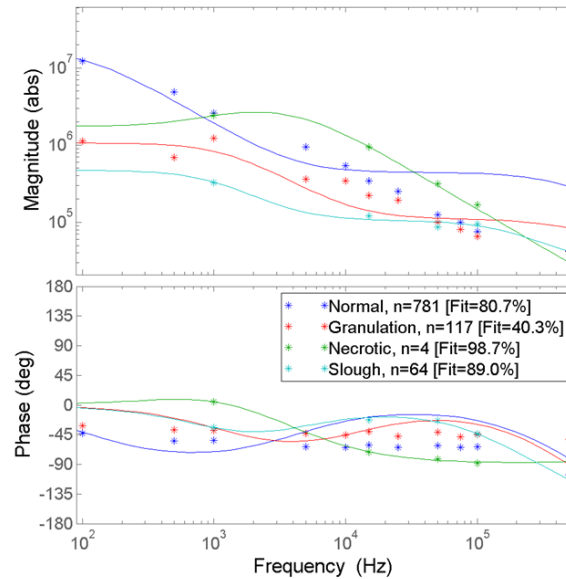 10^7
10^6
10^5
Magnitude (abs)
180
135
90
45
0
-45
-90
-135
-180
Phase (deg)
Normal, n=781 [Fit=80.7%]
Granulation, n=117 [Fit=40.3%]
Necrotic, n=4 [Fit=98.7%]
Slough, n=64 [Fit=89.0%]
10^2 10^3 10^4 10^5
Frequency (Hz)